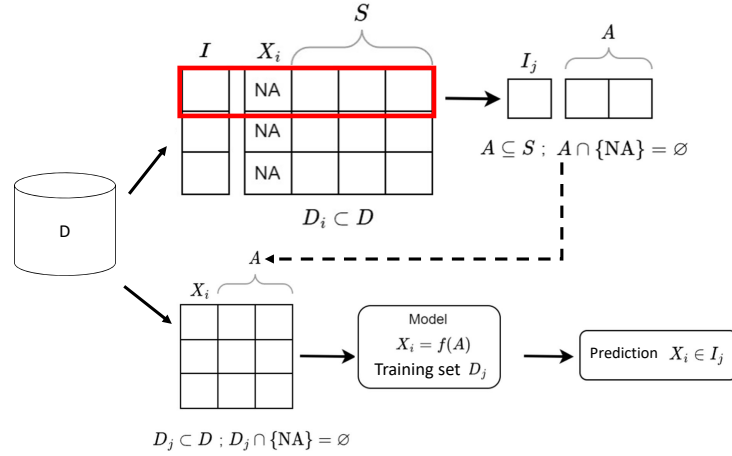 S
I X_i
NA
NA
NA
D_i ⊂ D
A
I_j
A ⊆ S ; A ∩ {NA} = ∅
D
A
X_i
D_j ⊂ D ; D_j ∩ {NA} = ∅
Model
X_i = f(A)
Training set D_j
Prediction X_i ∈ I_j